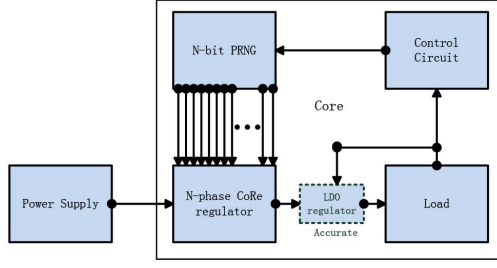 N-bit PRNG
Control
Circuit
Core
Power Supply
N-phase CoRe
regulator
LDO
regulator
Accurate
Load